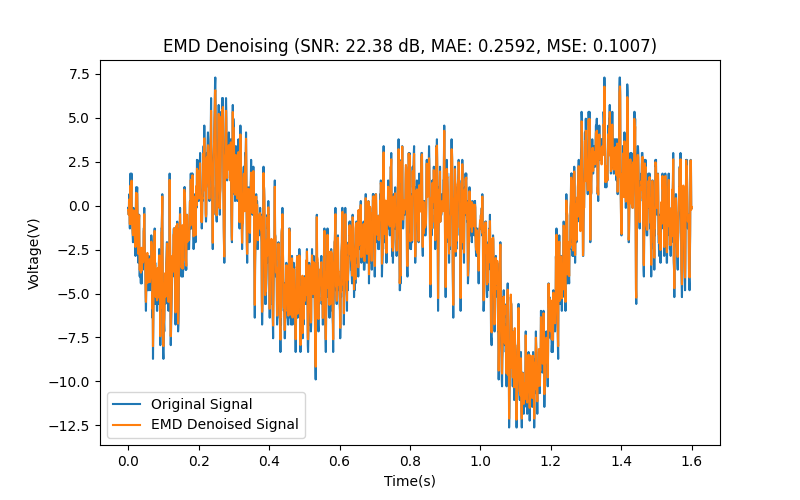 EMD Denoising (SNR: 22.38 dB, MAE: 0.2592, MSE: 0.1007)
7.5
5.0
2.5
0.0
−2.5
−5.0
−7.5
−10.0
−12.5
Voltage(V)
Original Signal
EMD Denoised Signal
0.0 0.2 0.4 0.6 0.8 1.0 1.2 1.4 1.6
Time(s)